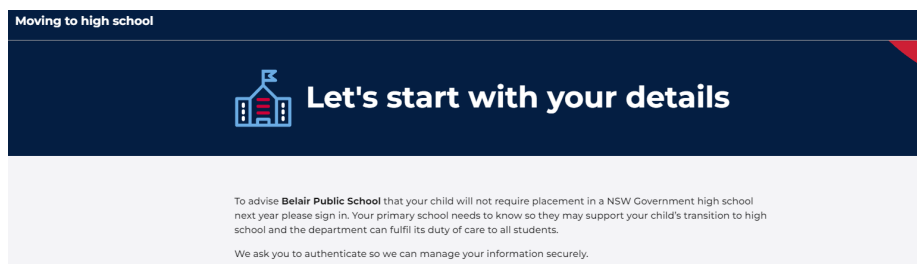 Moving to high school
Let's start with your details
To advise Belair Public School that your child will not require placement in a NSW Government high school
next year please sign in. Your primary school needs to know so they may support your child's transition to high
school and the department can fulfil its duty of care to all students.
We ask you to authenticate so we can manage your information securely.